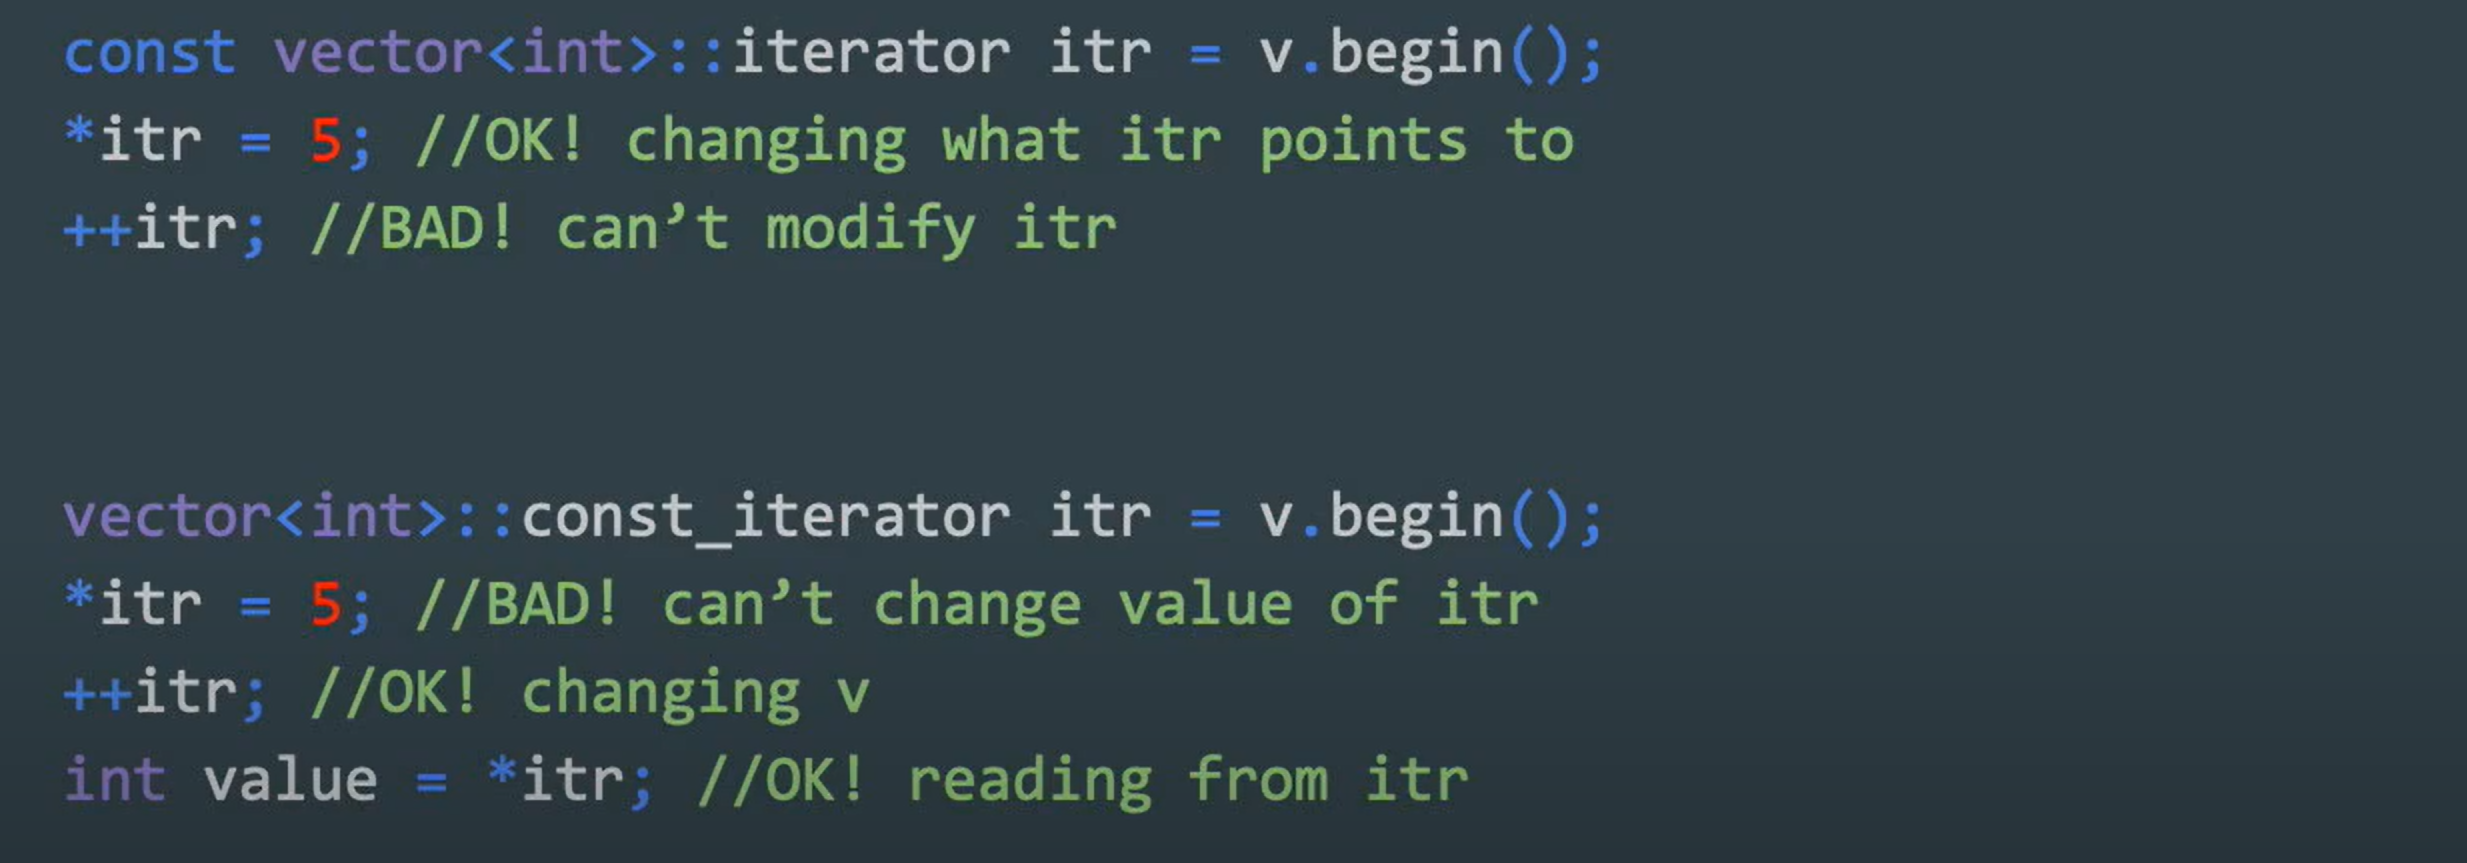 const vector<int>::iterator itr = v.begin();
*itr = 5; //OK! changing what itr points to
++itr; //BAD! can’t modify itr
vector<int>::const_iterator itr = v.begin();
*itr = 5; //BAD! can’t change value of itr
++itr; //OK! changing v
int value = *itr; //OK! reading from itr